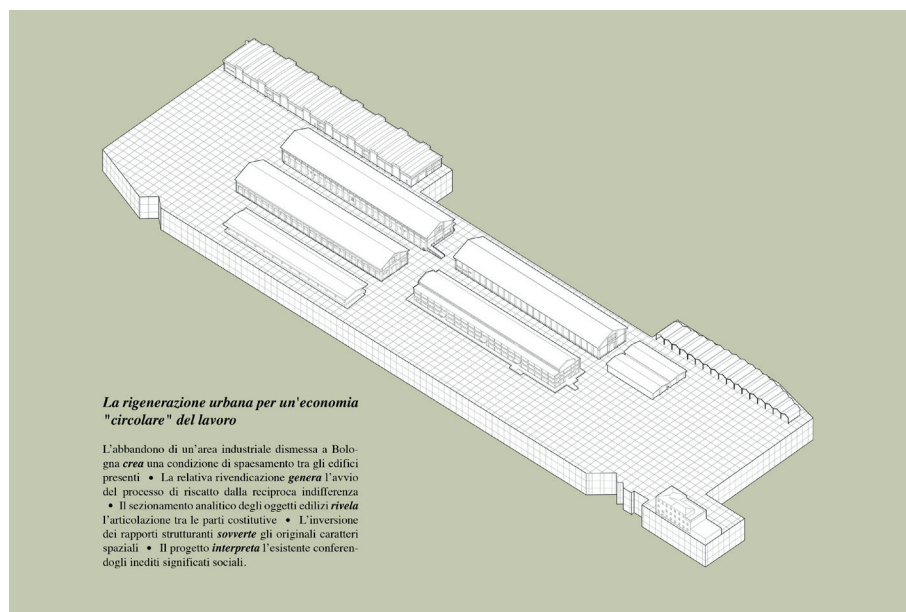 La rigenerazione urbana per un'economia
"circolare" del lavoro
L'abbandono di un'area industriale dismessa a Bolo-
gna crea una condizione di spaesamento tra gli edifici
presenti • La relativa rivendicazione genera l'avvio
del processo di riscatto dalla reciproca indifferenza
• Il sezionamento analitico degli oggetti edilizi rivela
l'articolazione tra le parti costitutive • L'inversione
dei rapporti strutturanti sovverte gli originali caratteri
spaziali • Il progetto interpreta l'esistente conferen-
dogli inediti significati sociali.